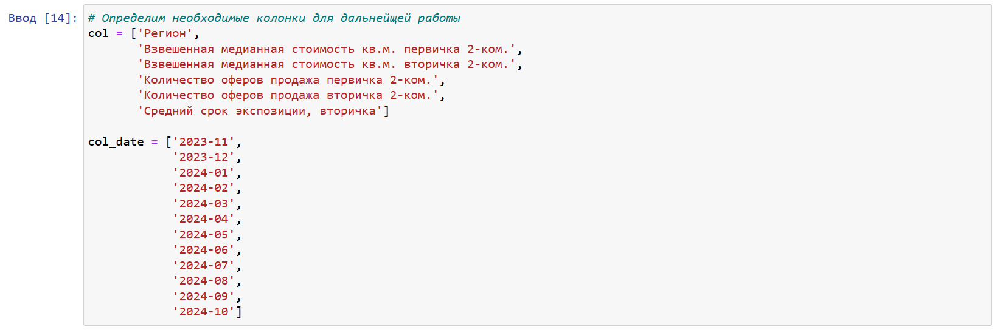 Ввод [14]: # Определим необходимые колонки для дальнейщей работы
col = ['Регион',
'Взвешенная медианная стоимость кв.м. первичка 2-ком.',
'Взвешенная медианная стоимость кв.м. вторичка 2-ком.',
'Количество оферов продажа первичка 2-ком.',
'Количество оферов продажа вторичка 2-ком.',
'Средний срок экспозиции, вторичка']
col_date = ['2023-11',
'2023-12',
'2024-01',
'2024-02',
'2024-03',
'2024-04',
'2024-05',
'2024-06',
'2024-07',
'2024-08',
'2024-09',
'2024-10']